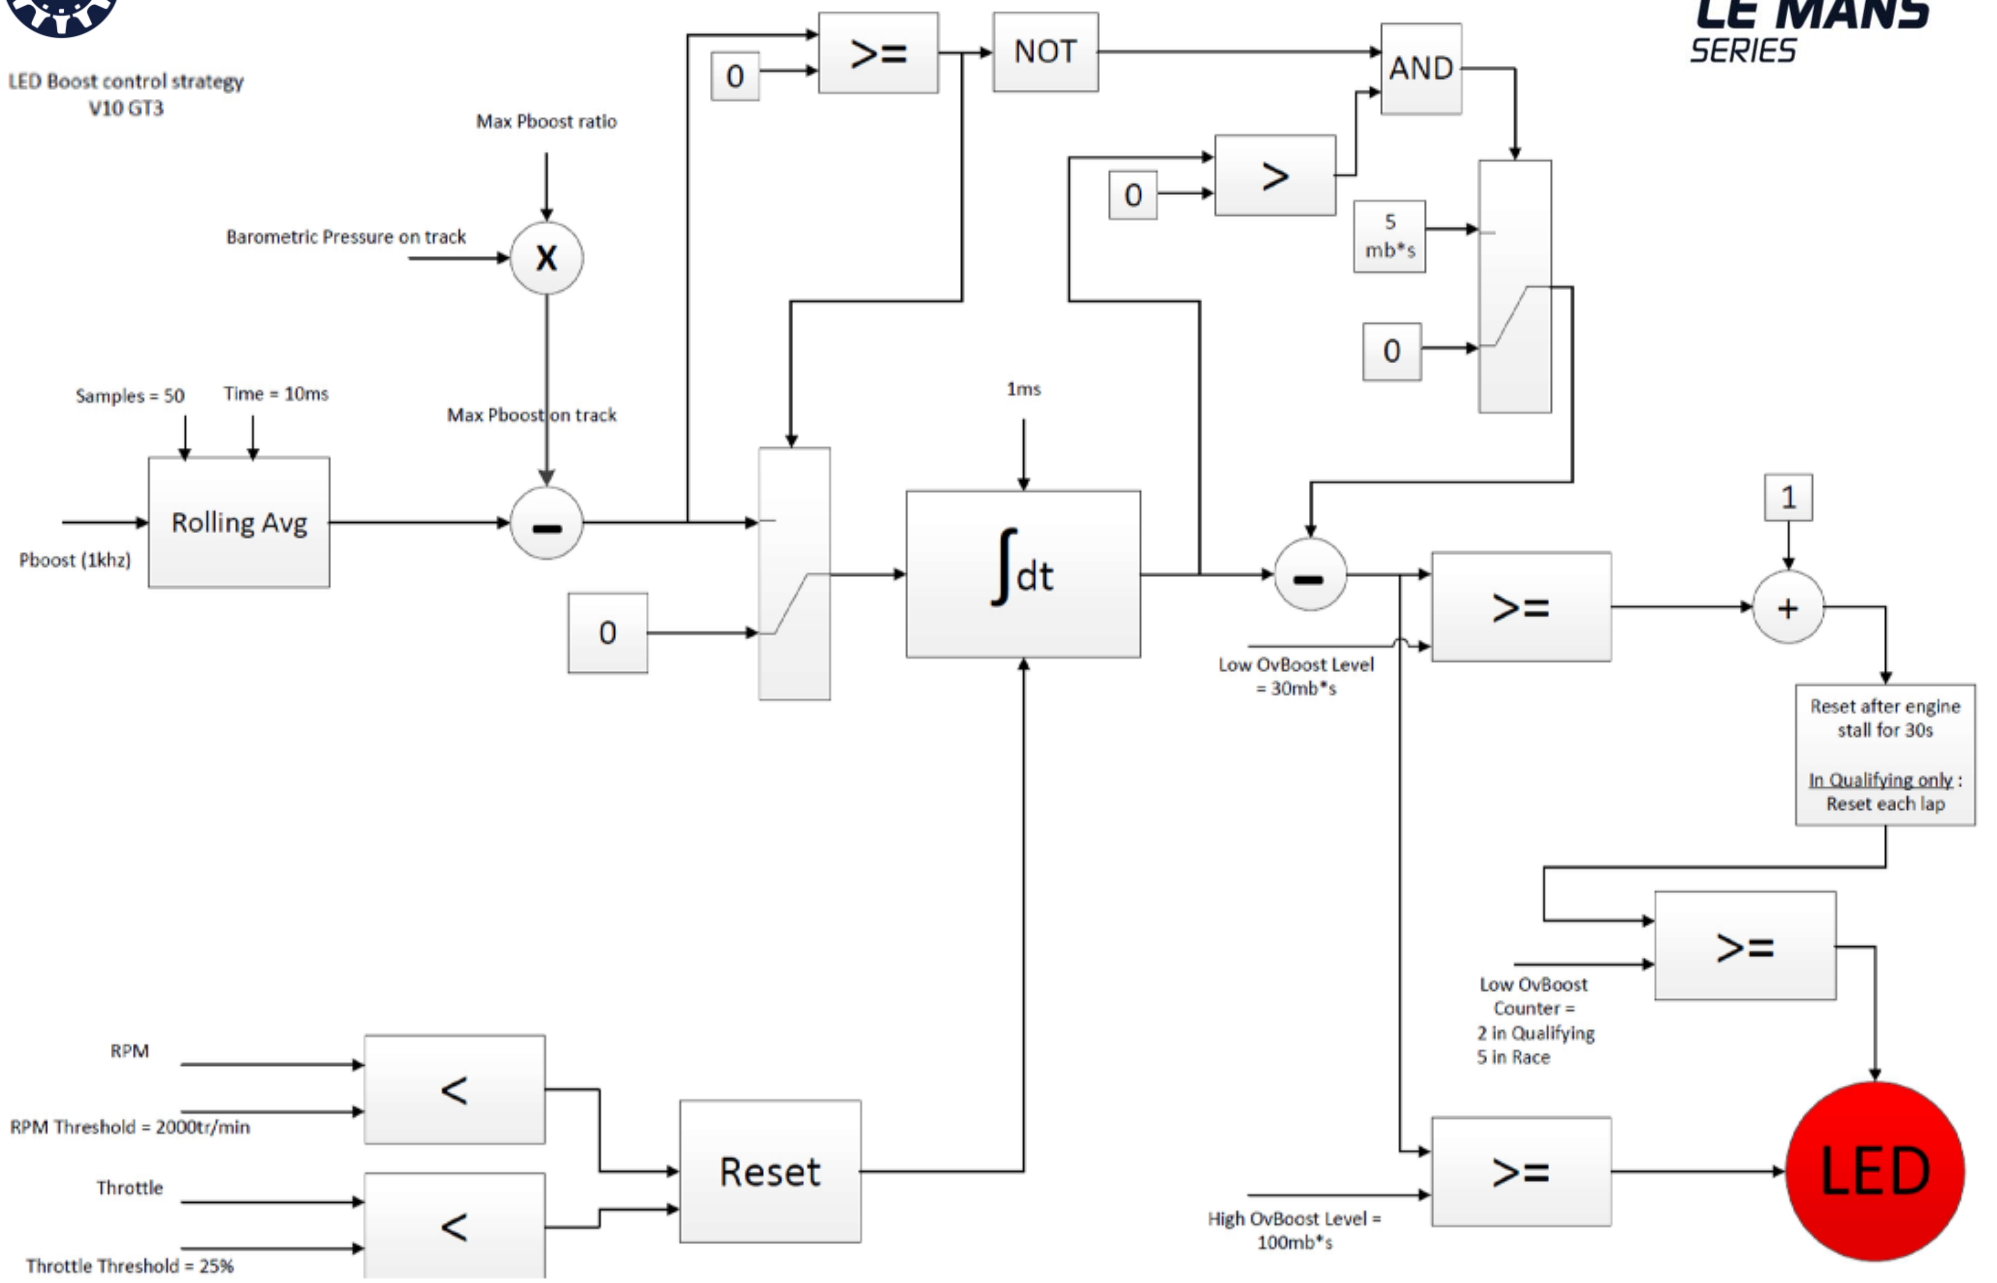 LE MANS
SERIES
LED Boost control strategy
V10 GT3
0
>=
NOT
AND
Max Pboost ratio
0
>
5
mb*s
Barometric Pressure on track
X
0
Samples = 50
Time = 10ms
Max Pboost on track
1ms
Pboost (1khz)
Rolling Avg
-
0
∫dt
-
Low OvBoost Level
= 30mb*s
>=
1
+
Reset after engine
stall for 30s
In Qualifying only :
Reset each lap
Low OvBoost
Counter =
2 in Qualifying
5 in Race
>=
RPM
RPM Threshold = 2000tr/min
<
Throttle
Throttle Threshold = 25%
<
Reset
High OvBoost Level =
100mb*s
>=
LED